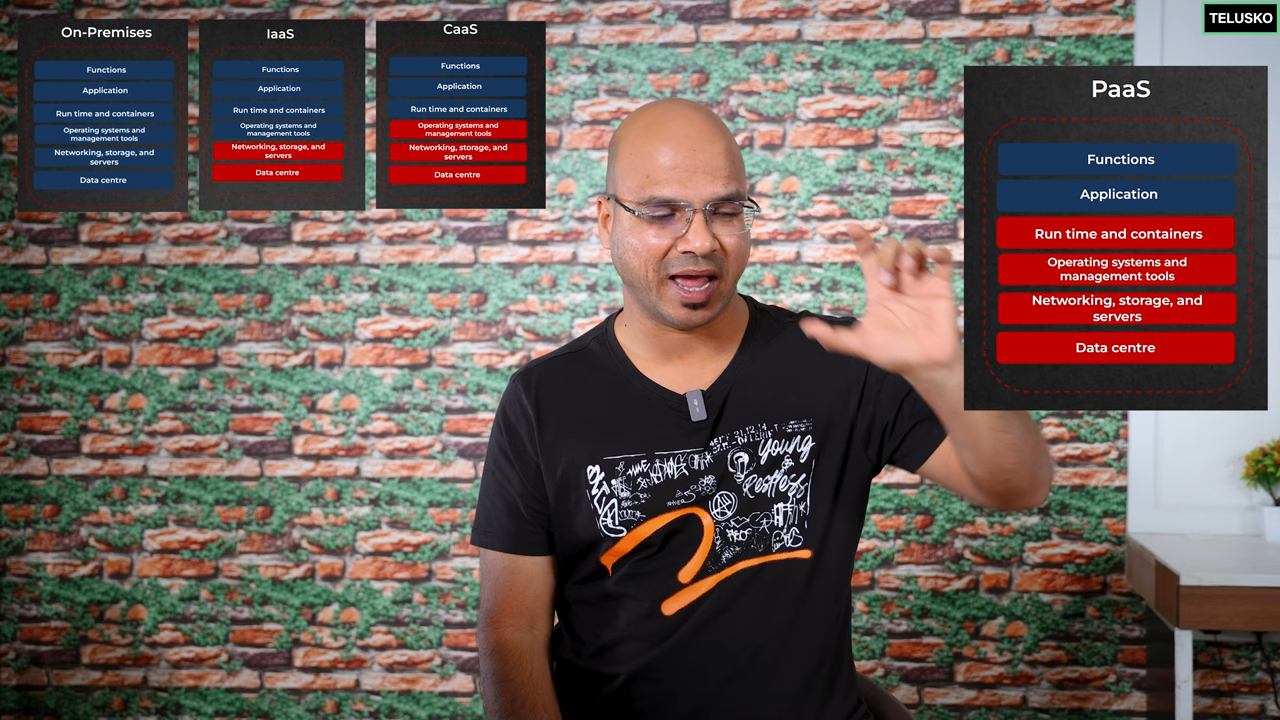 On-Premises
Functions
Application
Run time and containers
Operating systems and
management tools
Networking, storage, and
servers
Data centre
IaaS
Functions
Application
Run time and containers
Operating systems and
management tools
Networking, storage, and
servers
Data centre
CaaS
Functions
Application
Run time and containers
Operating systems and
management tools
Networking, storage, and
servers
Data centre
TELUSKO
PaaS
Functions
Application
Run time and containers
Operating systems and
management tools
Networking, storage, and
servers
Data centre
Young
&
Restless